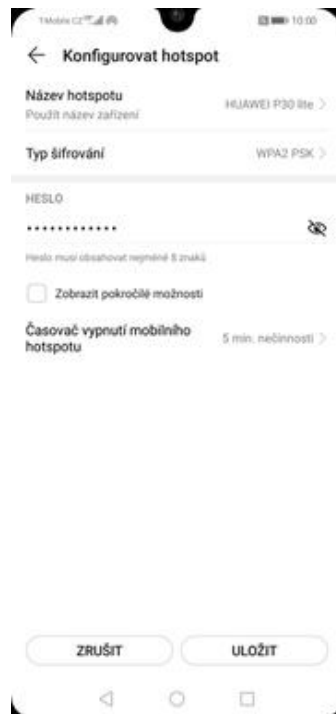 T-Mobile CZ 10:00
Konfigurovat hotspot
Název hotspotu
Použít název zařízení
HUAWEI P30 lite
Typ šifrování WPA2 PSK
HESLO
••••••••••••
Heslo musí obsahovat nejméně 8 znaků
Zobrazit pokročilé možnosti
Časovač vypnutí mobilního
hotspotu
5 min. nečinnosti
ZRUŠIT ULOŽIT